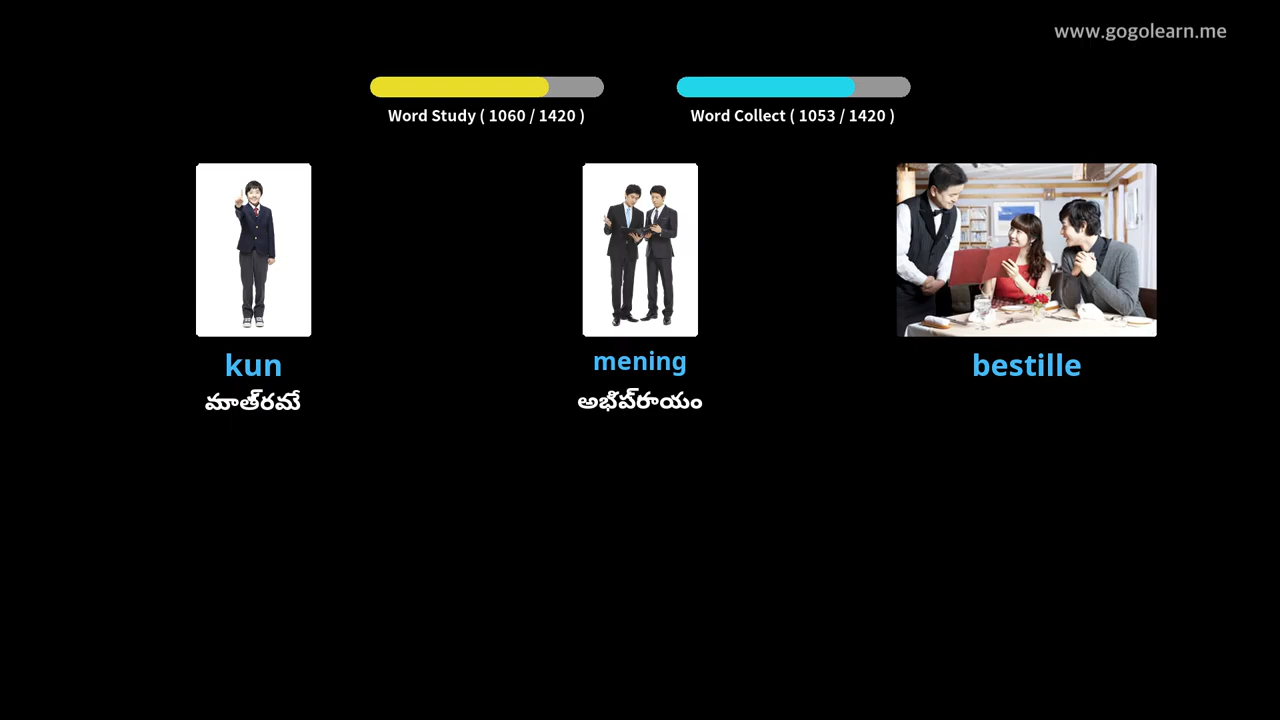 www.gogolearn.me
Word Study ( 1060 / 1420 )
Word Collect ( 1053 / 1420 )
kun
మాత్రమే
mening
అభిప్రాయం
bestille